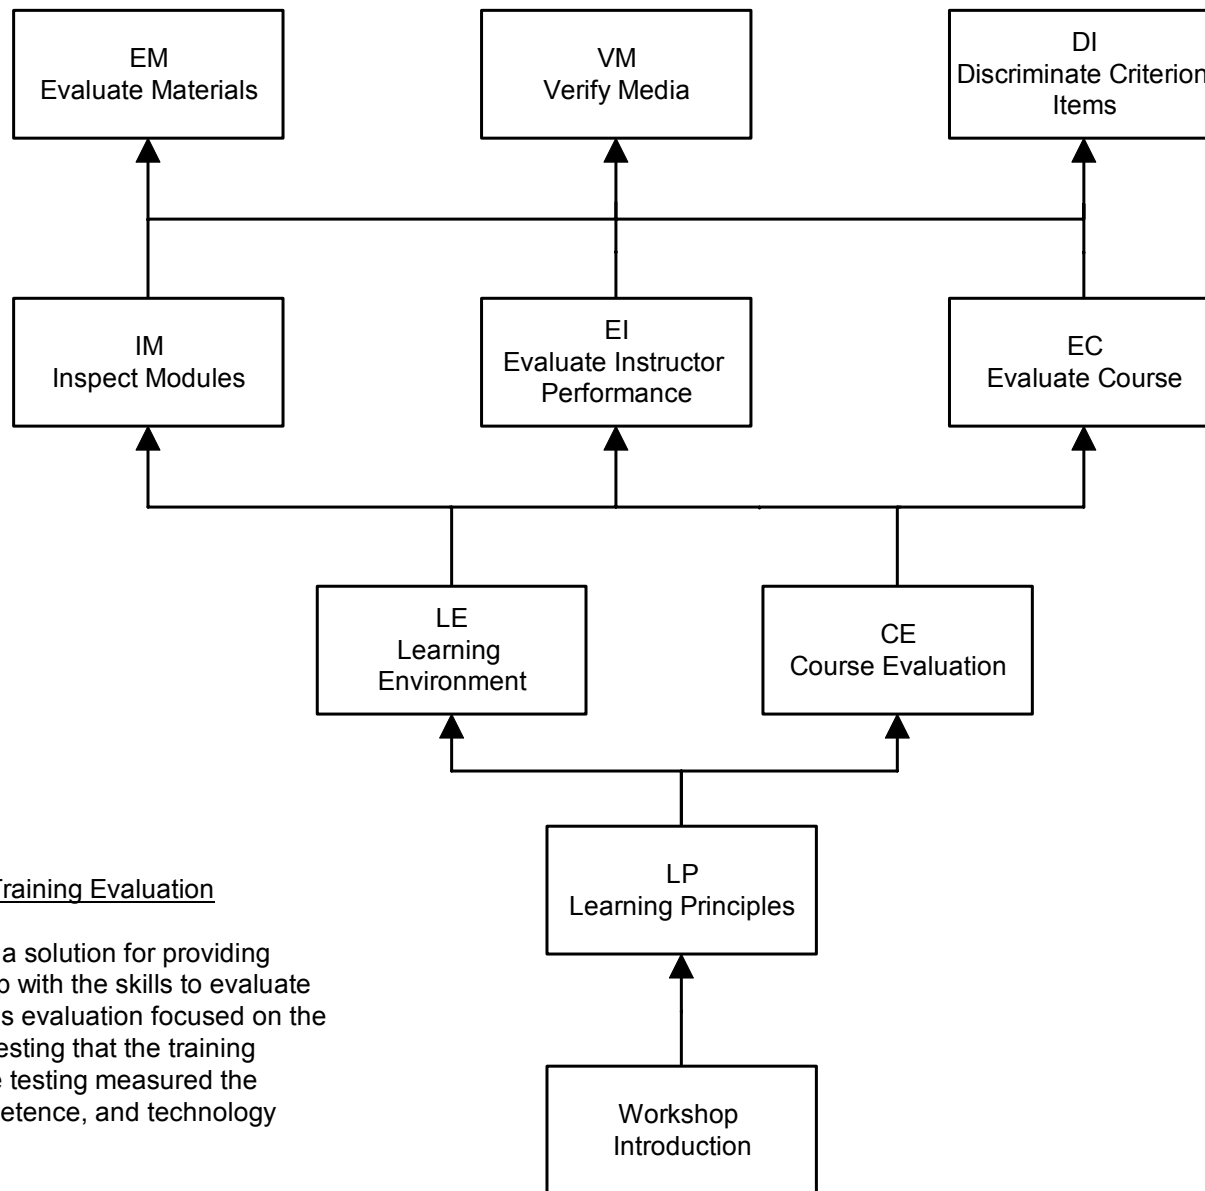 EM
Evaluate Materials
VM
Verify Media
DI
Discriminate Criterion
Items
IM
Inspect Modules
EI
Evaluate Instructor
Performance
EC
Evaluate Course
LE
Learning
Environment
CE
Course Evaluation
LP
Learning Principles
Training Evaluation
a solution for providing
with the skills to evaluate
s evaluation focused on the
esting that the training
e testing measured the
etence, and technology
Workshop
Introduction